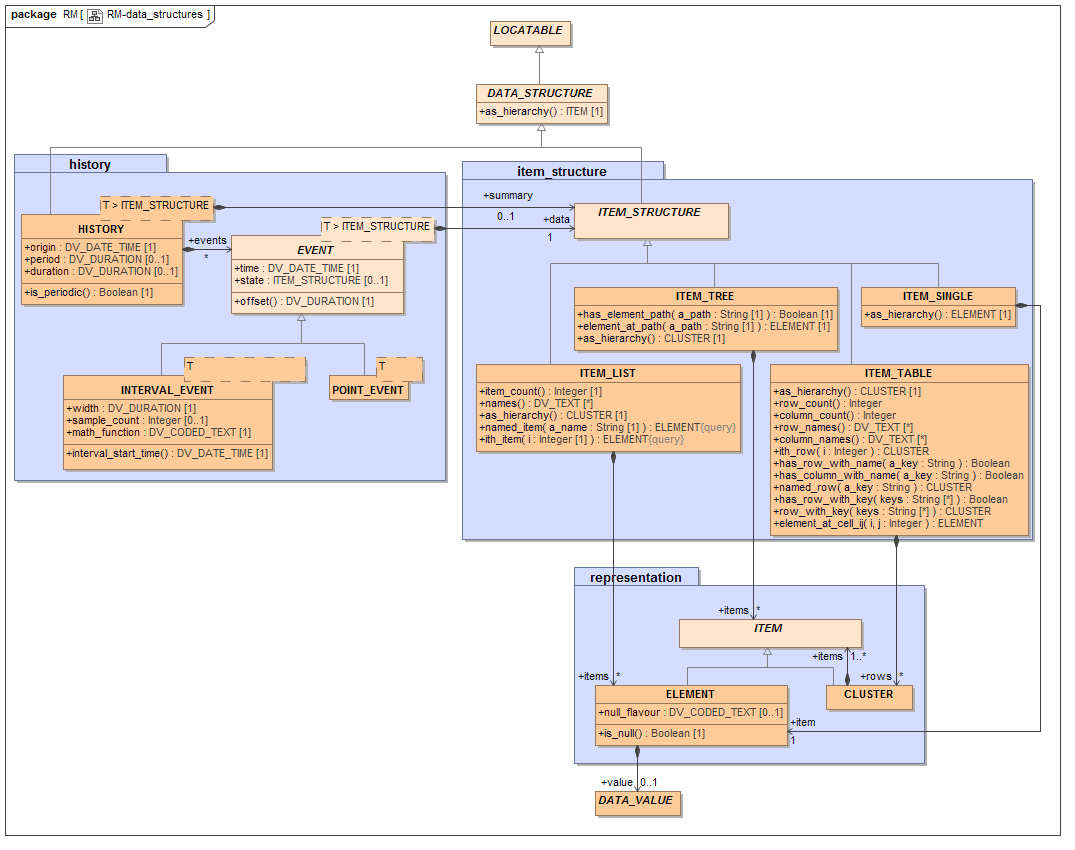 package RM [ RM-data_structures ]
LOCATABLE
DATA_STRUCTURE
+as_hierarchy() : ITEM [1]
history
T > ITEM_STRUCTURE
HISTORY
+origin : DV_DATE_TIME [1]
+period : DV_DURATION [0..1]
+duration : DV_DURATION [0..1]
+is_periodic() : Boolean [1]
+events
*
T > ITEM_STRUCTURE
EVENT
+time : DV_DATE_TIME [1]
+state : ITEM_STRUCTURE [0..1]
+offset() : DV_DURATION [1]
T
INTERVAL_EVENT
+width : DV_DURATION [1]
+sample_count : Integer [0..1]
+math_function : DV_CODED_TEXT [1]
+interval_start_time() : DV_DATE_TIME [1]
T
POINT_EVENT
item_structure
+summary
0..1
+data
1
ITEM_STRUCTURE
ITEM_TREE
+has_element_path( a_path : String [1] ) : Boolean [1]
+element_at_path( a_path : String [1] ) : ELEMENT [1]
+as_hierarchy() : CLUSTER [1]
ITEM_SINGLE
+as_hierarchy() : ELEMENT [1]
ITEM_LIST
+item_count() : Integer [1]
+names() : DV_TEXT [*]
+as_hierarchy() : CLUSTER [1]
+named_item( a_name : String [1] ) : ELEMENT{query}
+ith_item( i : Integer [1] ) : ELEMENT{query}
ITEM_TABLE
+as_hierarchy() : CLUSTER [1]
+row_count() : Integer
+column_count() : Integer
+row_names() : DV_TEXT [*]
+column_names() : DV_TEXT [*]
+ith_row( i : Integer ) : CLUSTER
+has_row_with_name( a_key : String ) : Boolean
+has_column_with_name( a_key : String ) : Boolean
+named_row( a_key : String ) : CLUSTER
+has_row_with_key( keys : String [*] ) : Boolean
+row_with_key( keys : String [*] ) : CLUSTER
+element_at_cell_ij( i, j : Integer ) : ELEMENT
representation
+items *
ITEM
+items 1..*
+items *
+rows *
ELEMENT
+null_flavour : DV_CODED_TEXT [0..1]
+is_null() : Boolean [1]
CLUSTER
+item
1
+value 0..1
DATA_VALUE